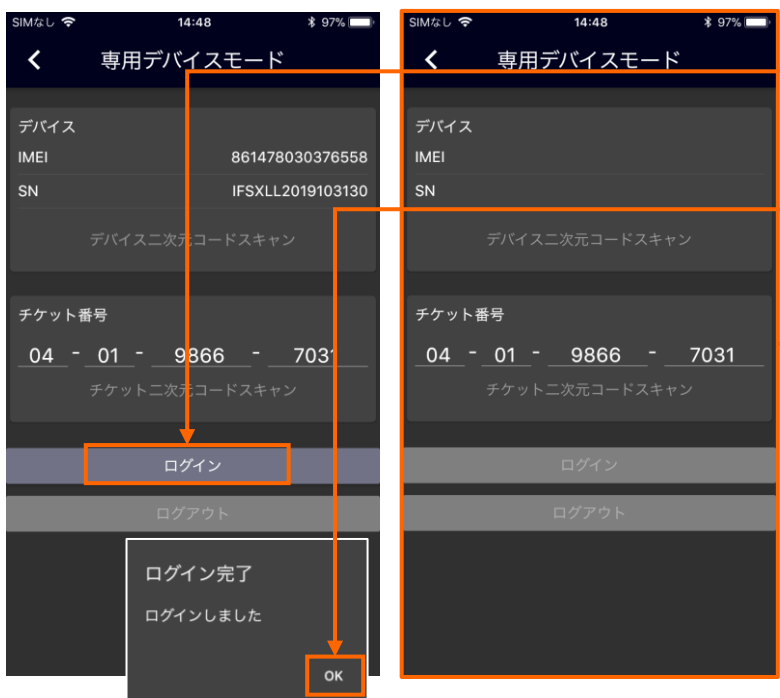 SIMなし 14:48 97%
専用デバイスモード
デバイス
IMEI 861478030376558
SN IFSXLL2019103130
デバイス二次元コードスキャン
チケット番号
04 - 01 - 9866 - 7031
チケット二次元コードスキャン
ログイン
ログアウト
ログイン完了
ログインしました
OK
SIMなし 14:48 97%
専用デバイスモード
デバイス
IMEI
SN
デバイス二次元コードスキャン
チケット番号
04 - 01 - 9866 - 7031
チケット二次元コードスキャン
ログイン
ログアウト